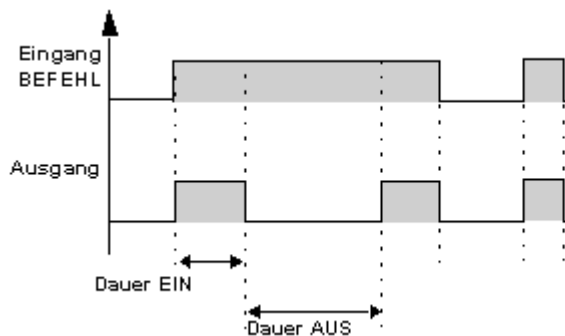 Eingang
BEFEHL
Ausgang
Dauer EIN
Dauer AUS